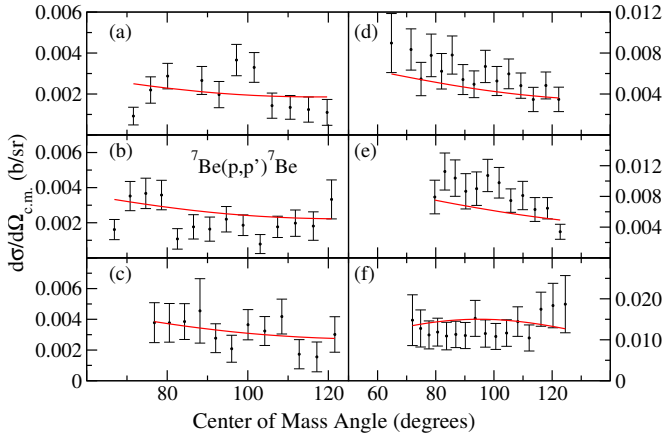 0.006
(a)
(d)
0.012
0.004
0.008
0.002
0.004
0.006
(b)
⁷Be(p,p')⁷Be
(e)
0.012
0.004
0.008
0.002
0.004
0.006
(c)
(f)
0.020
0.004
0.002
0.010
0
0
80 100 120
60 80 100 120
dσ/dΩc.m. (b/sr)
Center of Mass Angle (degrees)